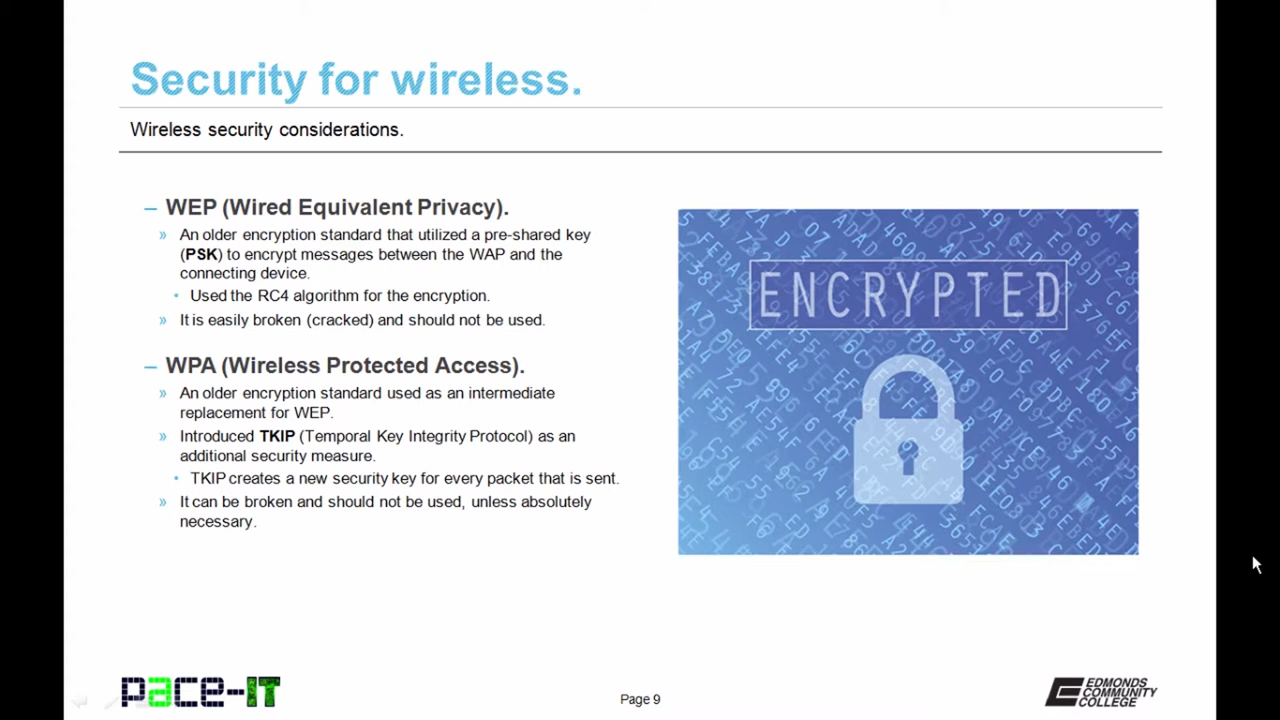 Security for wireless.
Wireless security considerations.
– WEP (Wired Equivalent Privacy).
» An older encryption standard that utilized a pre-shared key
(PSK) to encrypt messages between the WAP and the
connecting device.
• Used the RC4 algorithm for the encryption.
» It is easily broken (cracked) and should not be used.
– WPA (Wireless Protected Access).
» An older encryption standard used as an intermediate
replacement for WEP.
» Introduced TKIP (Temporal Key Integrity Protocol) as an
additional security measure.
• TKIP creates a new security key for every packet that is sent.
» It can be broken and should not be used, unless absolutely
necessary.
ENCRYPTED
pace-IT
Page 9
EDMONDS
COMMUNITY
COLLEGE